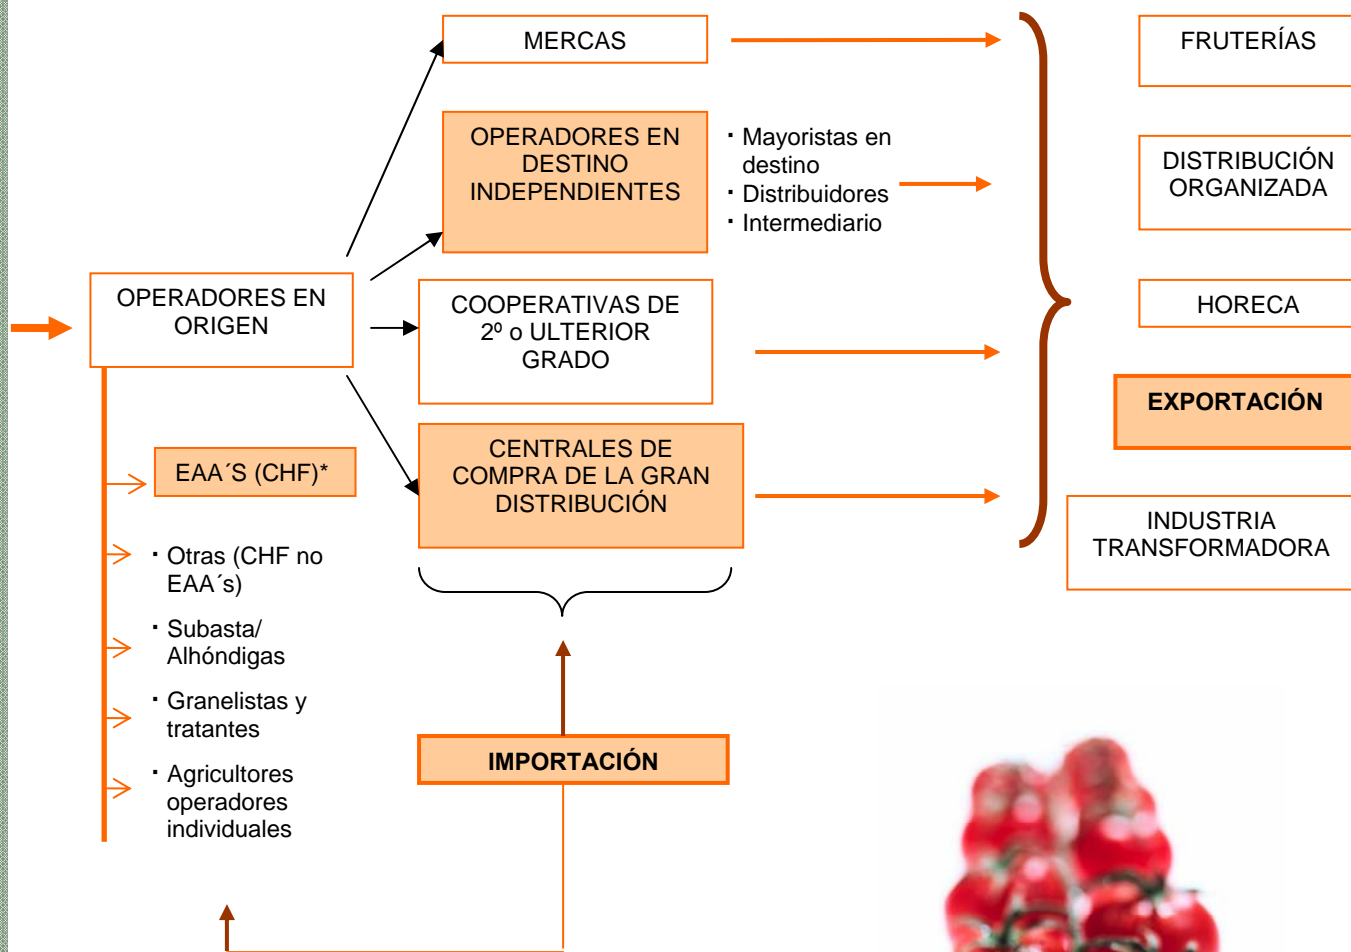 MERCAS
FRUTERÍAS
OPERADORES EN
DESTINO
INDEPENDIENTES
· Mayoristas en
destino
· Distribuidores
· Intermediario
DISTRIBUCIÓN
ORGANIZADA
OPERADORES EN
ORIGEN
COOPERATIVAS DE
2º o ULTERIOR
GRADO
HORECA
EXPORTACIÓN
EAA´S (CHF)*
CENTRALES DE
COMPRA DE LA GRAN
DISTRIBUCIÓN
INDUSTRIA
TRANSFORMADORA
· Otras (CHF no
EAA´s)
· Subasta/
Alhóndigas
· Granelistas y
tratantes
· Agricultores
operadores
individuales
IMPORTACIÓN